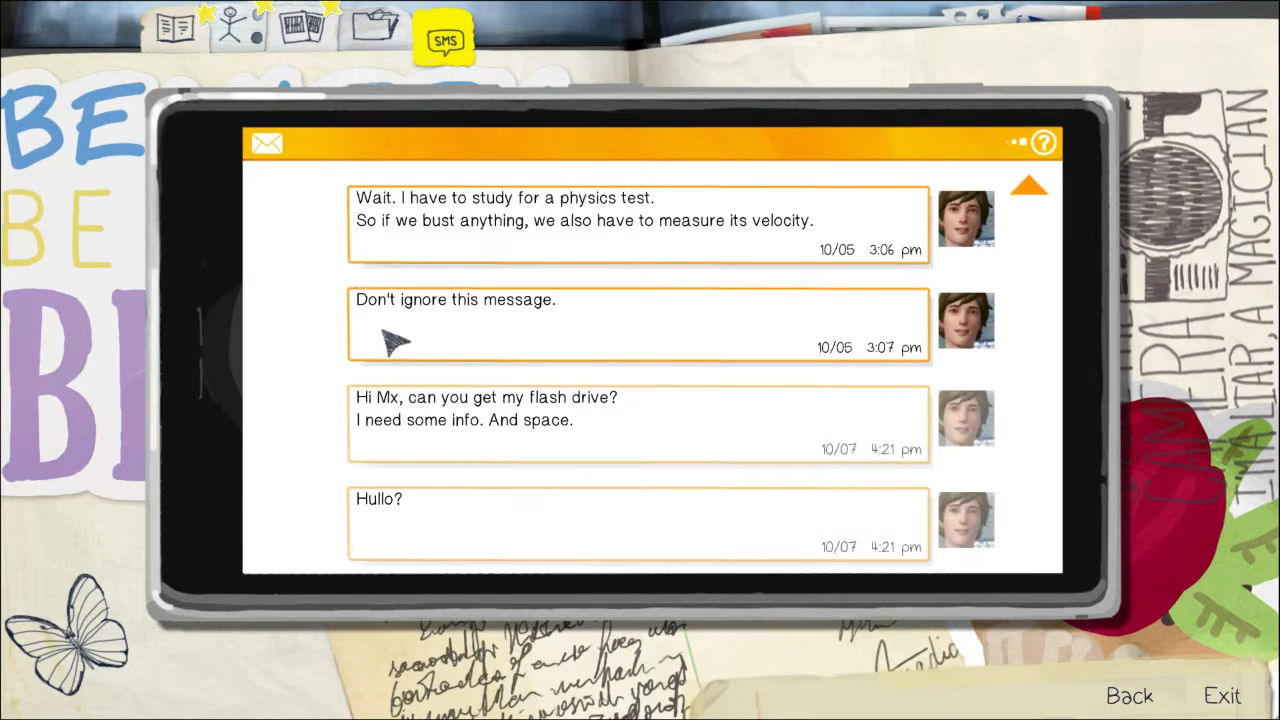 SMS
Wait. I have to study for a physics test.
So if we bust anything, we also have to measure its velocity.
10/05 3:06 pm
Don't ignore this message.
10/05 3:07 pm
Hi Mx, can you get my flash drive?
I need some info. And space.
10/07 4:21 pm
Hullo?
10/07 4:21 pm
BE
BE
CAMERA
LIAR, A MAGICIAN
I'M A
Back
Exit